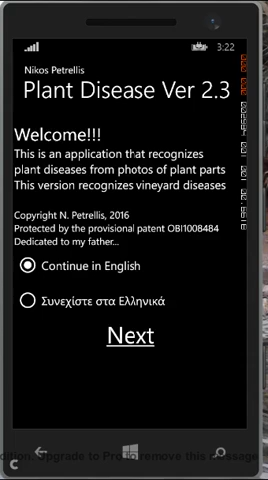 3:22
Nikos Petrellis
Plant Disease Ver 2.3
Welcome!!!
This is an application that recognizes
plant diseases from photos of plant parts
This version recognizes vineyard diseases
Copyright N. Petrellis, 2016
Protected by the provisional patent OBI1008484
Dedicated to my father...
Continue in English
Συνεχίστε στα Ελληνικά
Next
dition. Upgrade to Pro to remove this message